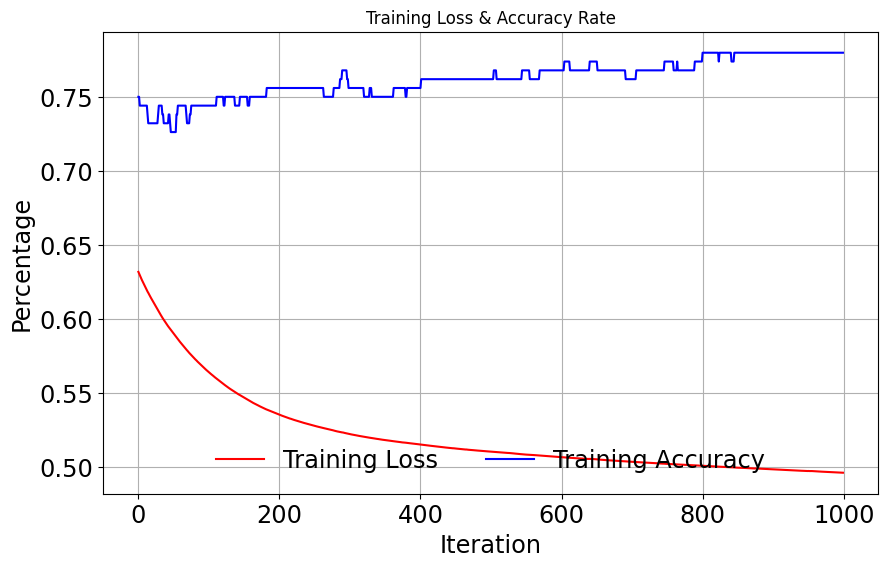 Training Loss & Accuracy Rate
Percentage
0.75
0.70
0.65
0.60
0.55
0.50
Training Loss Training Accuracy
0 200 400 600 800 1000
Iteration